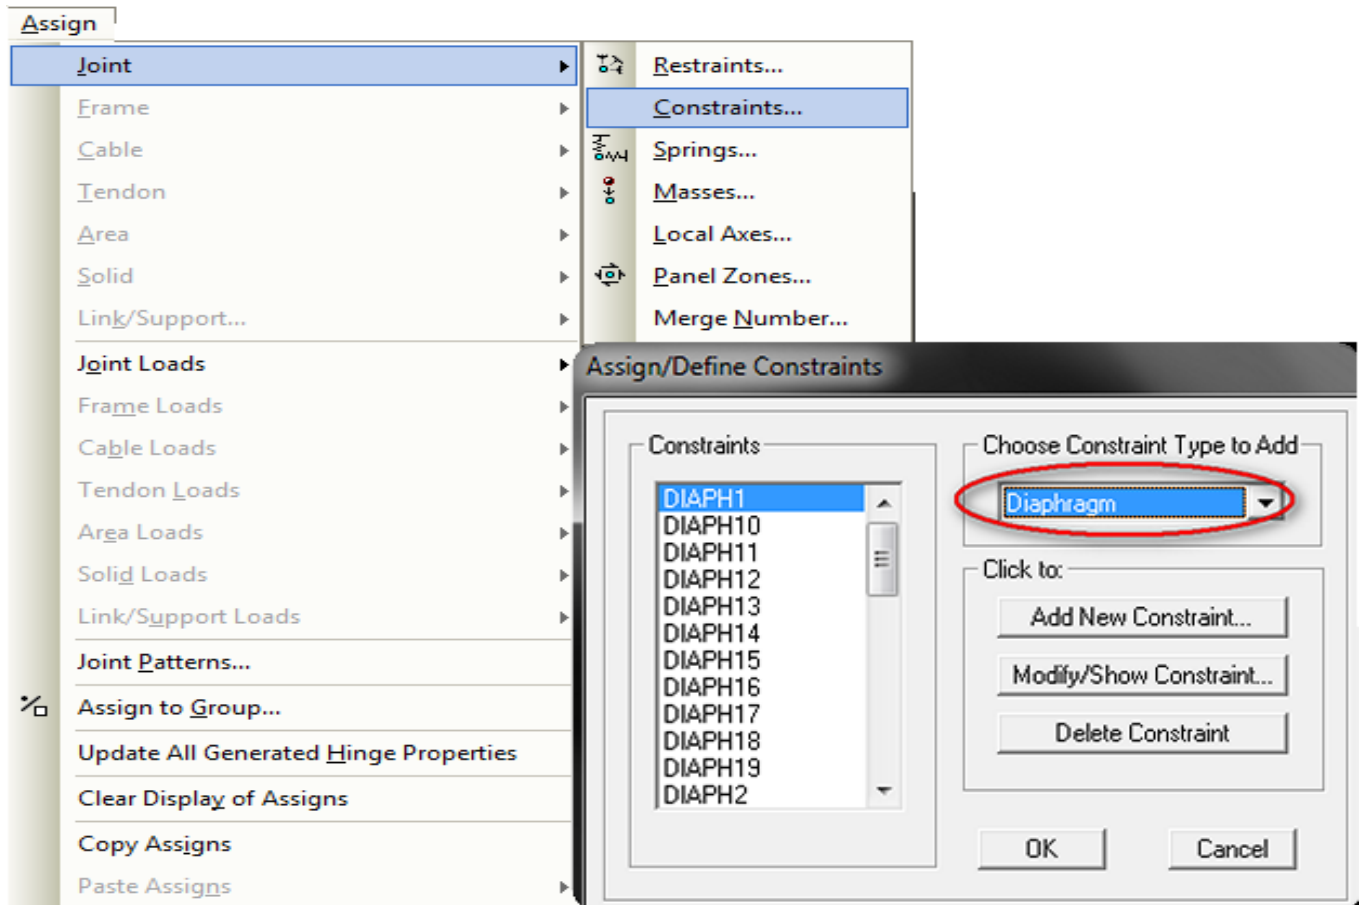 Assign
Joint
Frame
Cable
Tendon
Area
Solid
Link/Support...
Joint Loads
Frame Loads
Cable Loads
Tendon Loads
Area Loads
Solid Loads
Link/Support Loads
Joint Patterns...
Assign to Group...
Update All Generated Hinge Properties
Clear Display of Assigns
Copy Assigns
Paste Assigns
Restraints...
Constraints...
Springs...
Masses...
Local Axes...
Panel Zones...
Merge Number...
Assign/Define Constraints
Constraints
DIAPH1
DIAPH10
DIAPH11
DIAPH12
DIAPH13
DIAPH14
DIAPH15
DIAPH16
DIAPH17
DIAPH18
DIAPH19
DIAPH2
Choose Constraint Type to Add
Diaphragm
Click to:
Add New Constraint...
Modify/Show Constraint...
Delete Constraint
OK
Cancel